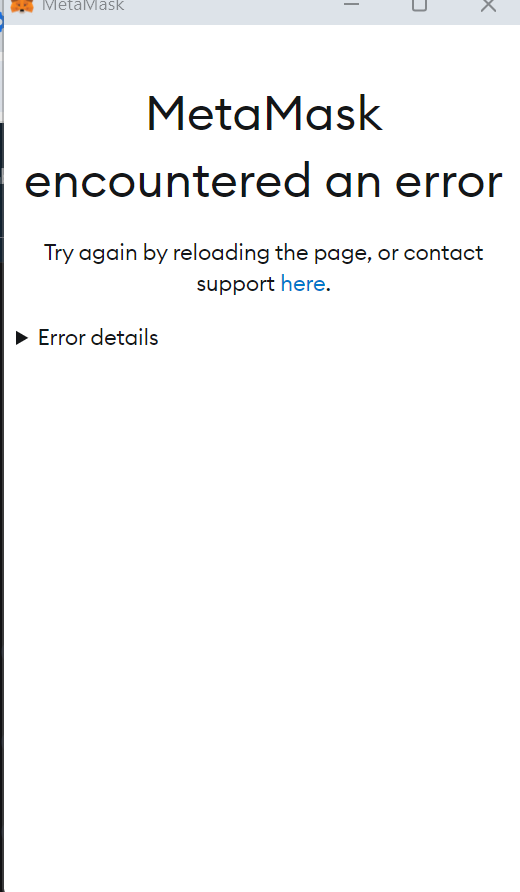 MetaMask
MetaMask
encountered an error
Try again by reloading the page, or contact
support here.
Error details